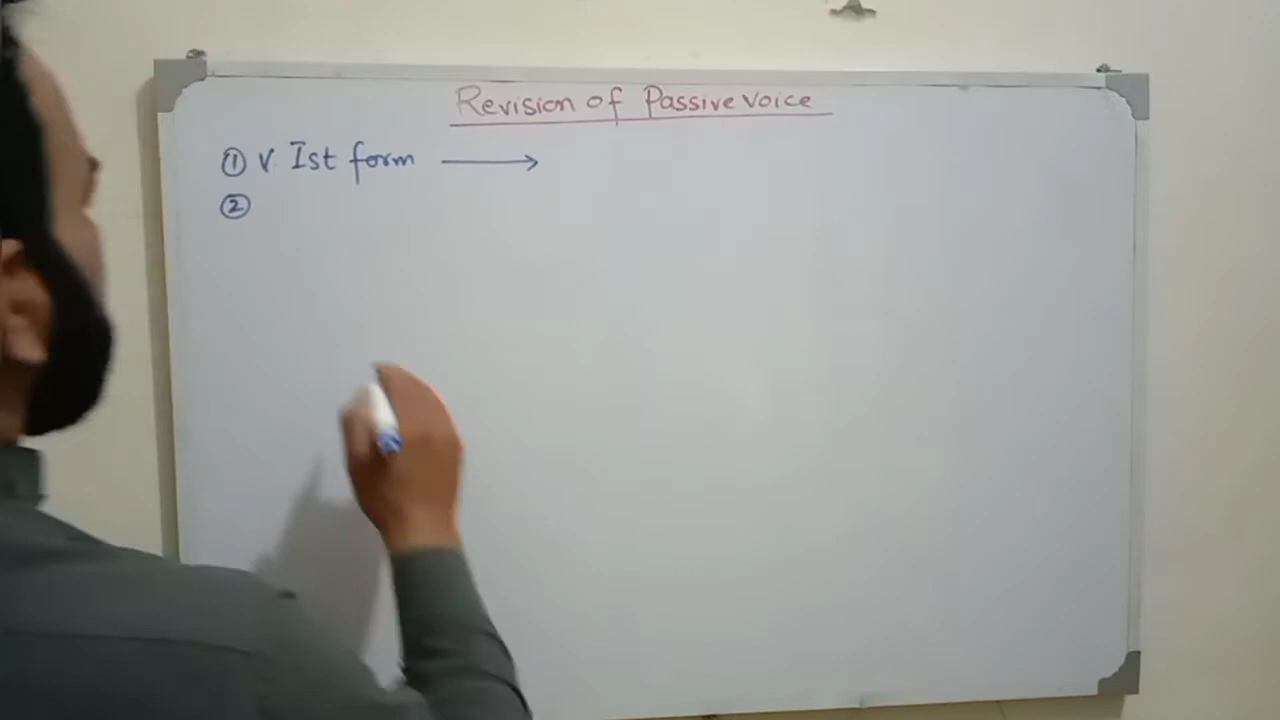 Revision of Passive voice
① V. Ist form ⟶
②